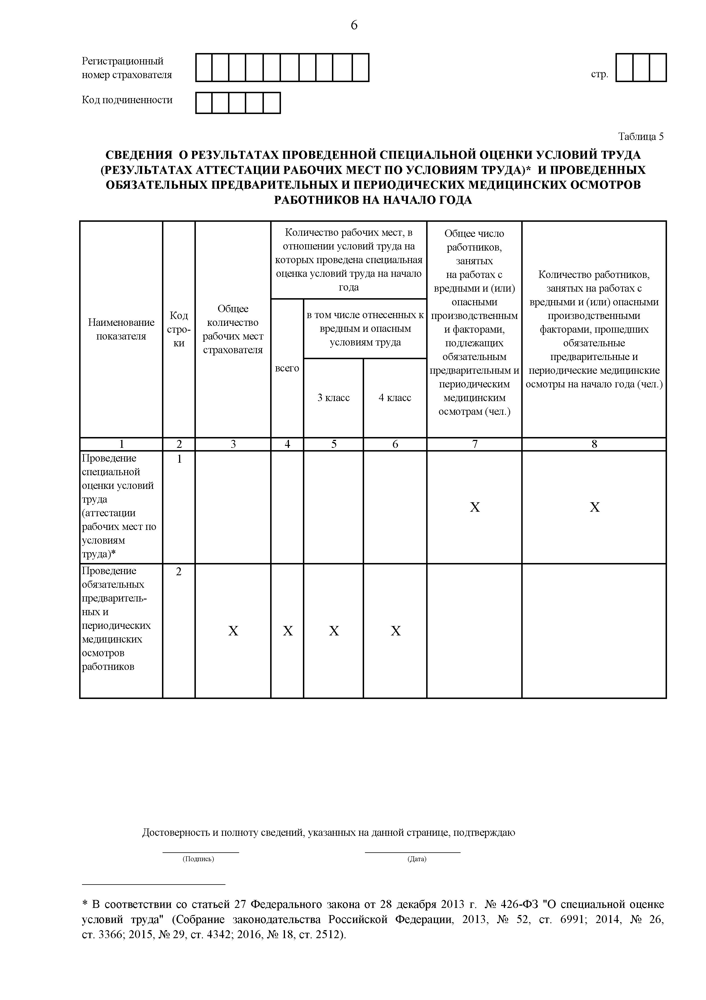 6
Регистрационный
номер страхователя
стр.
Код подчиненности
Таблица 5
СВЕДЕНИЯ О РЕЗУЛЬТАТАХ ПРОВЕДЕННОЙ СПЕЦИАЛЬНОЙ ОЦЕНКИ УСЛОВИЙ ТРУДА
(РЕЗУЛЬТАТАХ АТТЕСТАЦИИ РАБОЧИХ МЕСТ ПО УСЛОВИЯМ ТРУДА)* И ПРОВЕДЕННЫХ
ОБЯЗАТЕЛЬНЫХ ПРЕДВАРИТЕЛЬНЫХ И ПЕРИОДИЧЕСКИХ МЕДИЦИНСКИХ ОСМОТРОВ
РАБОТНИКОВ НА НАЧАЛО ГОДА
Наименование
показателя
Код
стро-
ки
Общее
количество
рабочих мест
страхователя
Количество рабочих мест, в
отношении условий труда на
которых проведена специальная
оценка условий труда на начало
года
всего
в том числе отнесенных к
вредным и опасным
условиям труда
3 класс
4 класс
Общее число
работников,
занятых
на работах с
вредными и (или)
опасными
производственным
и факторами,
подлежащих
обязательным
предварительным и
периодическим
медицинским
осмотрам (чел.)
Количество работников,
занятых на работах с
вредными и (или) опасными
производственными
факторами, прошедших
обязательные
предварительные и
периодические медицинские
осмотры на начало года (чел.)
1 2 3 4 5 6 7 8
Проведение
специальной
оценки условий
труда
(аттестации
рабочих мест по
условиям
труда)*
1
X X
Проведение
обязательных
предваритель-
ных и
периодических
медицинских
осмотров
работников
2
X X X X
Достоверность и полноту сведений, указанных на данной странице, подтверждаю
(Подпись) (Дата)
* В соответствии со статьей 27 Федерального закона от 28 декабря 2013 г. № 426-ФЗ "О специальной оценке
условий труда" (Собрание законодательства Российской Федерации, 2013, № 52, ст. 6991; 2014, № 26,
ст. 3366; 2015, № 29, ст. 4342; 2016, № 18, ст. 2512).